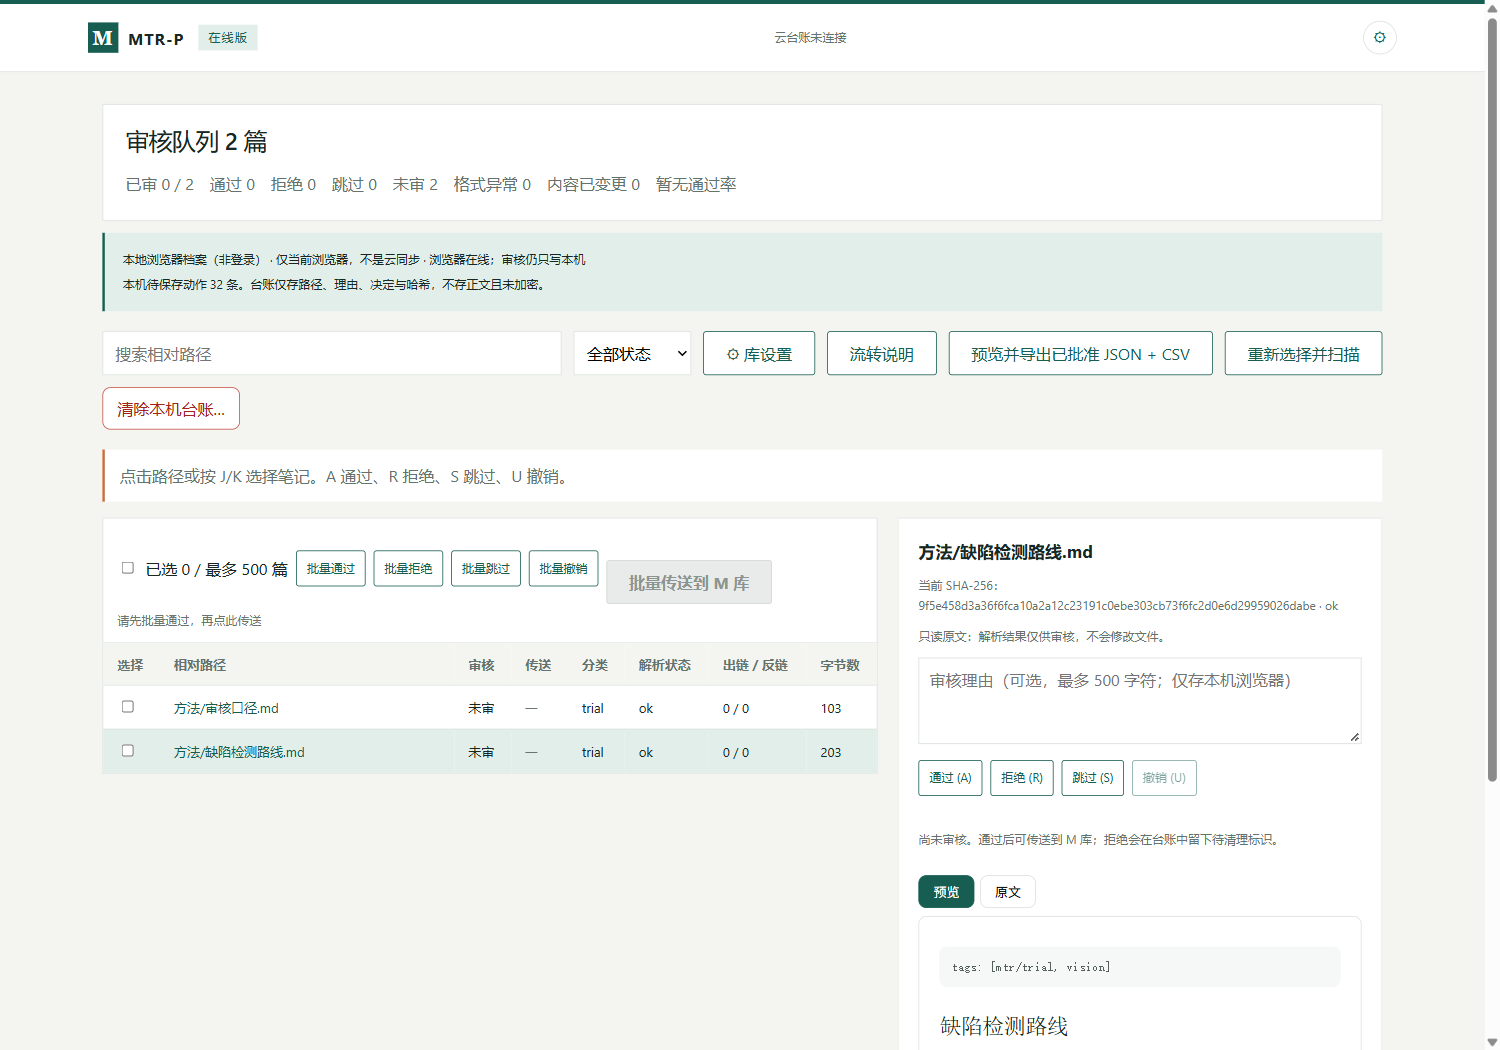 M MTR-P 在线版 云台账未连接
审核队列 2 篇
已审 0 / 2 通过 0 拒绝 0 跳过 0 未审 2 格式异常 0 内容已变更 0 暂无通过率
本地浏览器档案（非登录） · 仅当前浏览器，不是云同步 · 浏览器在线；审核仍只写本机
本机待保存动作 32 条。台账仅存路径、理由、决定与哈希，不存正文且未加密。
搜索相对路径 全部状态 库设置 流转说明 预览并导出已批准 JSON + CSV 重新选择并扫描
清除本机台账...
点击路径或按 J/K 选择笔记。A 通过、R 拒绝、S 跳过、U 撤销。
已选 0 / 最多 500 篇 批量通过 批量拒绝 批量跳过 批量撤销 批量传送到 M 库
请先批量通过，再点此传送
选择 相对路径 审核 传送 分类 解析状态 出链 / 反链 字节数
方法/审核口径.md 未审 — trial ok 0 / 0 103
方法/缺陷检测路线.md 未审 — trial ok 0 / 0 203
方法/缺陷检测路线.md
当前 SHA-256：
9f5e458d3a36f6fca10a2a12c23191c0ebe303cb73f6fc2d0e6d29959026dabe · ok
只读原文：解析结果仅供审核，不会修改文件。
审核理由（可选，最多 500 字符；仅存本机浏览器）
通过 (A) 拒绝 (R) 跳过 (S) 撤销 (U)
尚未审核。通过后可传送到 M 库；拒绝会在台账中留下待清理标识。
预览 原文
tags: [mtr/trial, vision]
缺陷检测路线